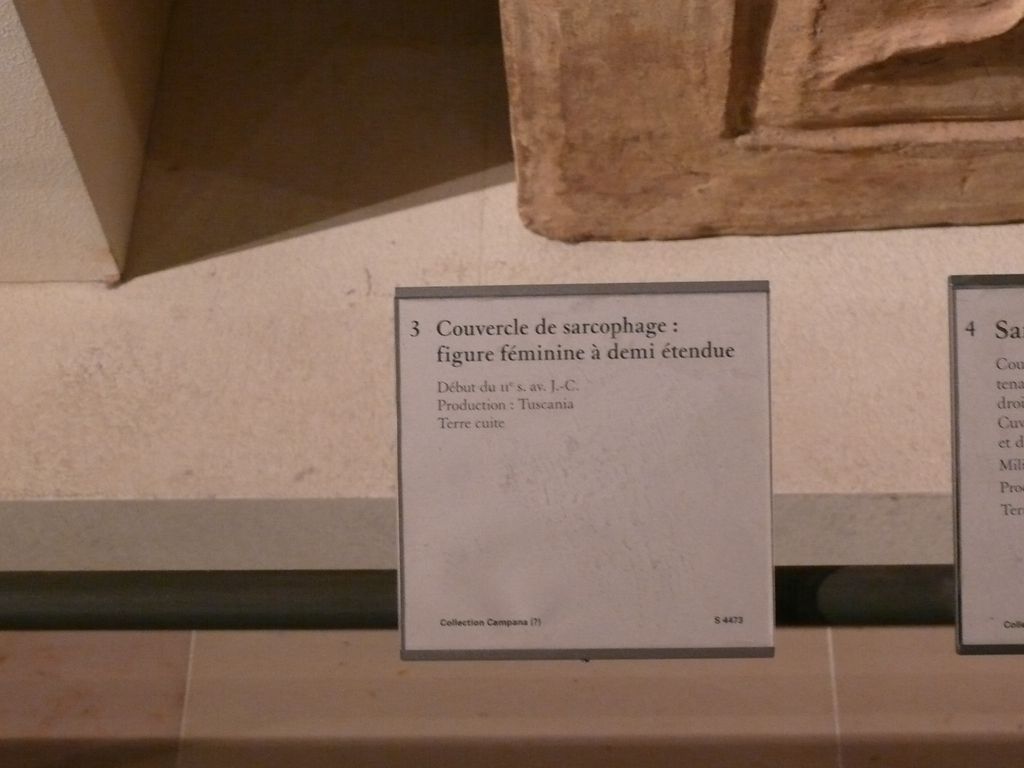 3 Couvercle de sarcophage :
figure féminine à demi étendue
Début du IIe s. av. J.-C.
Production : Tuscania
Terre cuite
Collection Campana (?)
S 4473
4